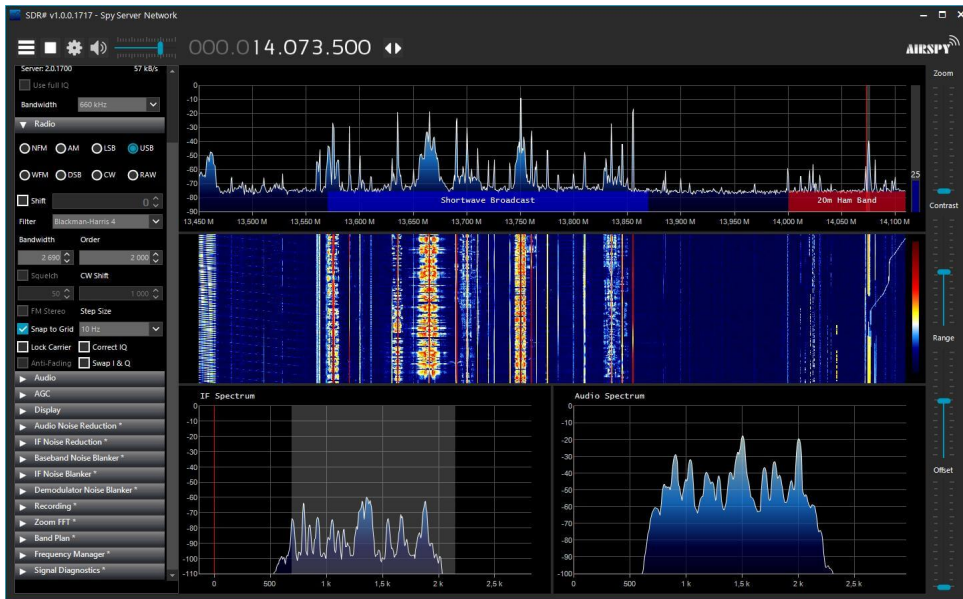 SDR# v1.0.0.1717 - Spy Server Network
000.014.073.500
AIRSPY
Server: 2.0.1700 57 kB/s
Use full IQ
Bandwidth 660 kHz
Radio
NFM AM LSB USB
WFM DSB CW RAW
Shift 0
Filter Blackman-Harris 4
Bandwidth Order
2 690 2 000
Squelch CW Shift
50 1 000
FM Stereo Step Size
Snap to Grid 10 Hz
Lock Carrier Correct IQ
Anti-Fading Swap I & Q
Audio
AGC
Display
Audio Noise Reduction *
IF Noise Reduction *
Baseband Noise Blanker *
IF Noise Blanker *
Demodulator Noise Blanker *
Recording *
Zoom FFT *
Band Plan *
Frequency Manager *
Signal Diagnostics *
0
-10
-20
-30
-40
-50
-60
-70
-80
-90
25
Shortwave Broadcast 20m Ham Band
13,450 M 13,500 M 13,550 M 13,600 M 13,650 M 13,700 M 13,750 M 13,800 M 13,850 M 13,900 M 13,950 M 14,000 M 14,050 M 14,100 M
IF Spectrum
0
-10
-20
-30
-40
-50
-60
-70
-80
-90
-100
-110
0 500 1 k 1,5 k 2 k 2,5 k
Audio Spectrum
0
-10
-20
-30
-40
-50
-60
-70
-80
-90
-100
0 500 1 k 1,5 k 2 k 2,5 k
Zoom
Contrast
Range
Offset